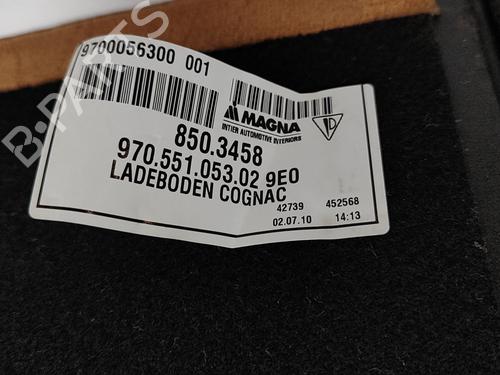 9700056300 001
MAGNA
INTIER AUTOMOTIVE INTERIORS
850.3458
970.551.053.02 9E0
LADEBODEN COGNAC
42739 452568
02.07.10 14:13
B-PARTS